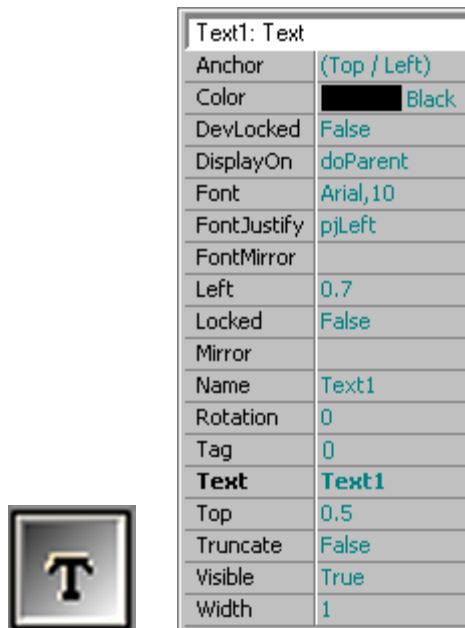 Text1: Text
Anchor (Top / Left)
Color Black
DevLocked False
DisplayOn doParent
Font Arial,10
FontJustify pjLeft
FontMirror
Left 0.7
Locked False
Mirror
Name Text1
Rotation 0
Tag 0
Text Text1
Top 0.5
Truncate False
Visible True
Width 1
T